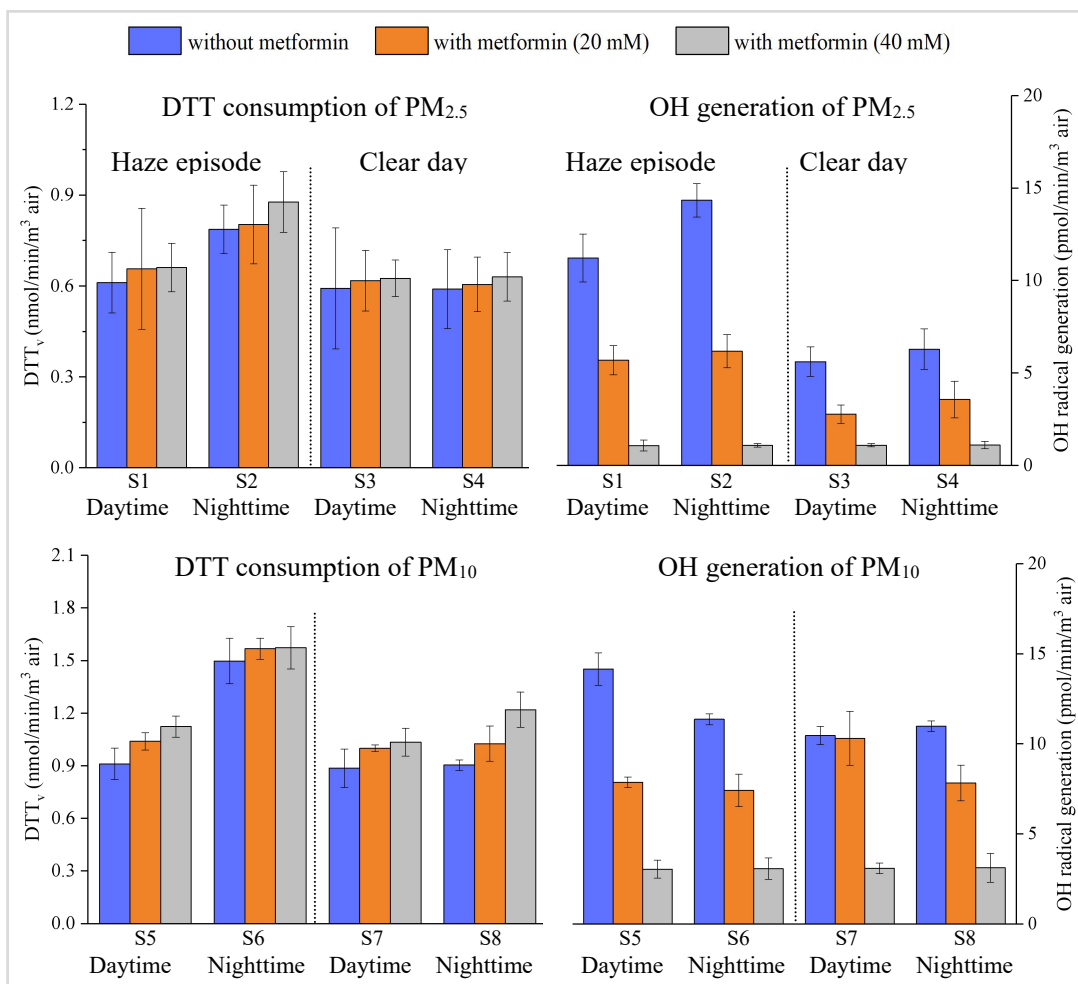 without metformin with metformin (20 mM) with metformin (40 mM)
DTT consumption of PM2.5
Haze episode Clear day
DTTv (nmol/min/m3 air)
1.2
0.9
0.6
0.3
0.0
S1 S2 S3 S4
Daytime Nighttime Daytime Nighttime
OH generation of PM2.5
Haze episode Clear day
20
15
10
5
0
OH radical generation (pmol/min/m3 air)
S1 S2 S3 S4
Daytime Nighttime Daytime Nighttime
DTT consumption of PM10
DTTv (nmol/min/m3 air)
2.1
1.8
1.5
1.2
0.9
0.6
0.3
0.0
S5 S6 S7 S8
Daytime Nighttime Daytime Nighttime
OH generation of PM10
20
15
10
5
0
OH radical generation (pmol/min/m3 air)
S5 S6 S7 S8
Daytime Nighttime Daytime Nighttime